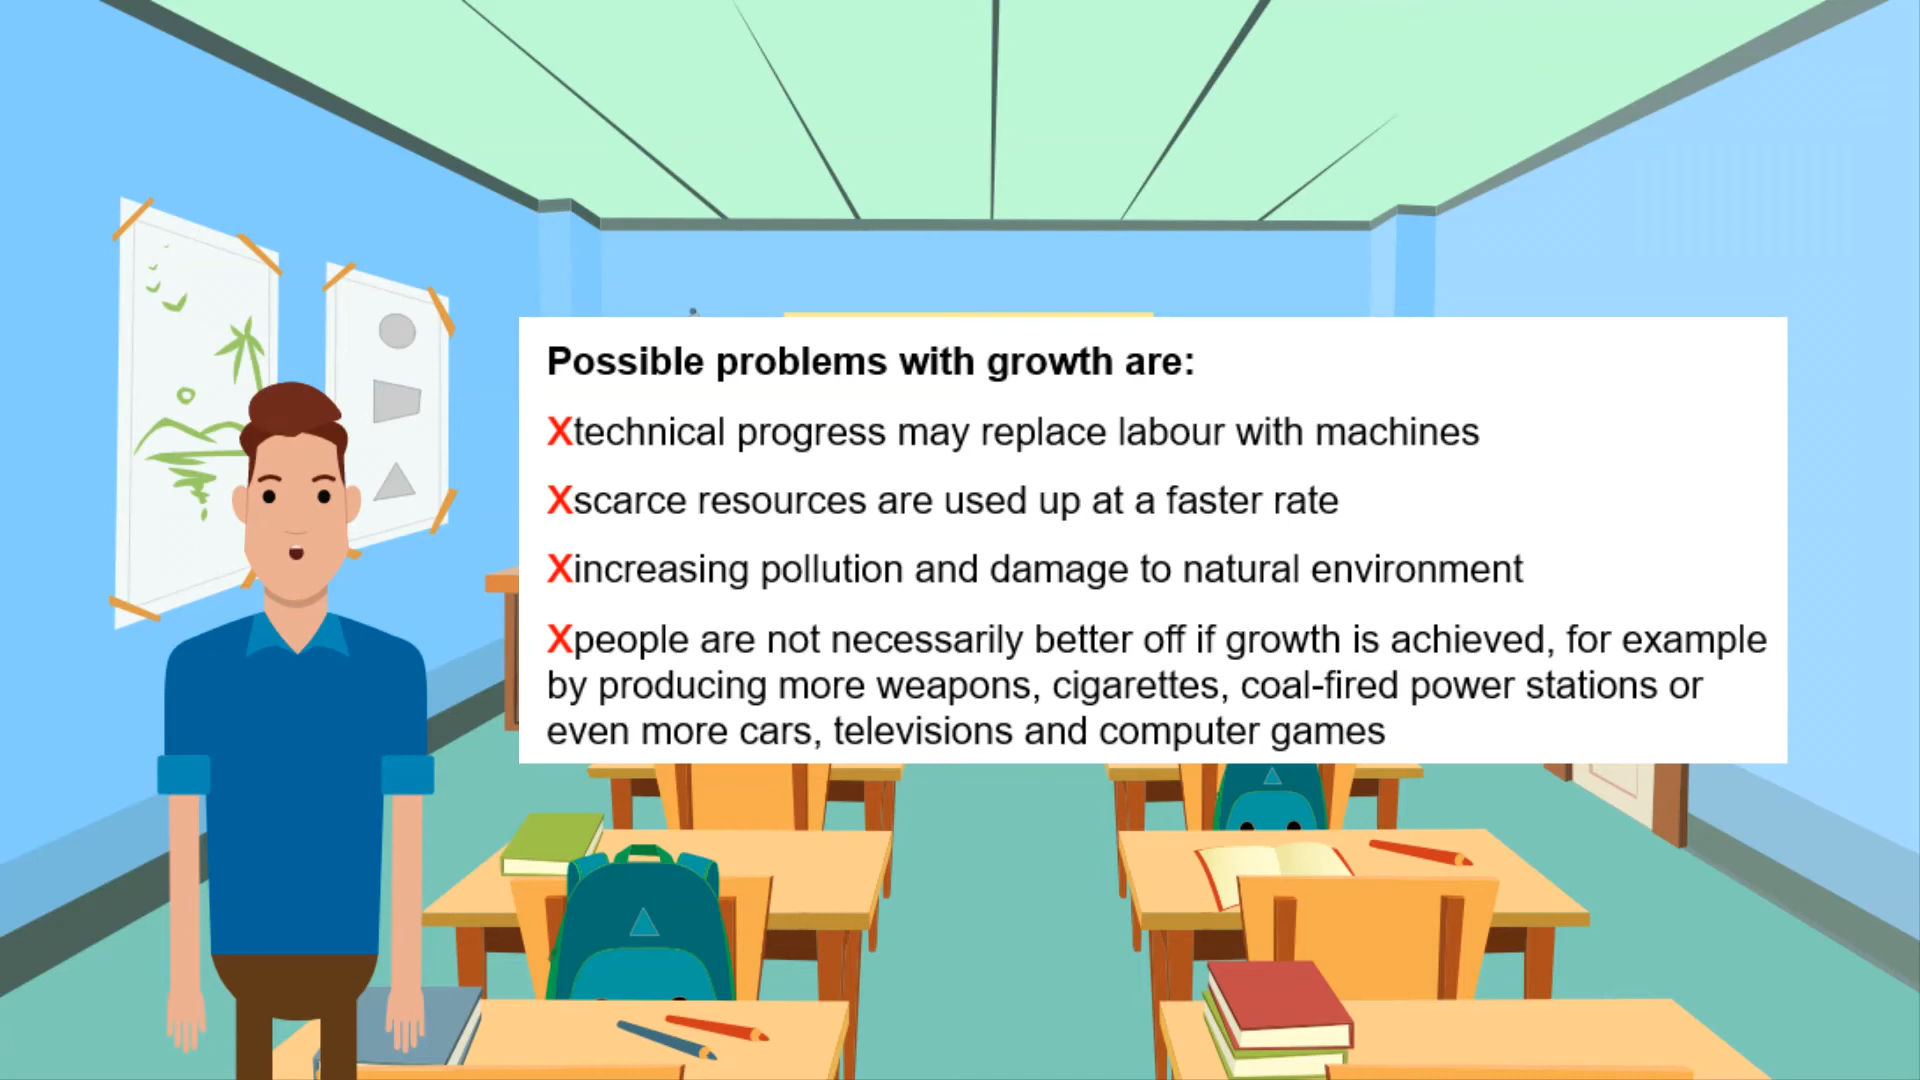 Possible problems with growth are:
Xtechnical progress may replace labour with machines
Xscarce resources are used up at a faster rate
Xincreasing pollution and damage to natural environment
Xpeople are not necessarily better off if growth is achieved, for example
by producing more weapons, cigarettes, coal-fired power stations or
even more cars, televisions and computer games